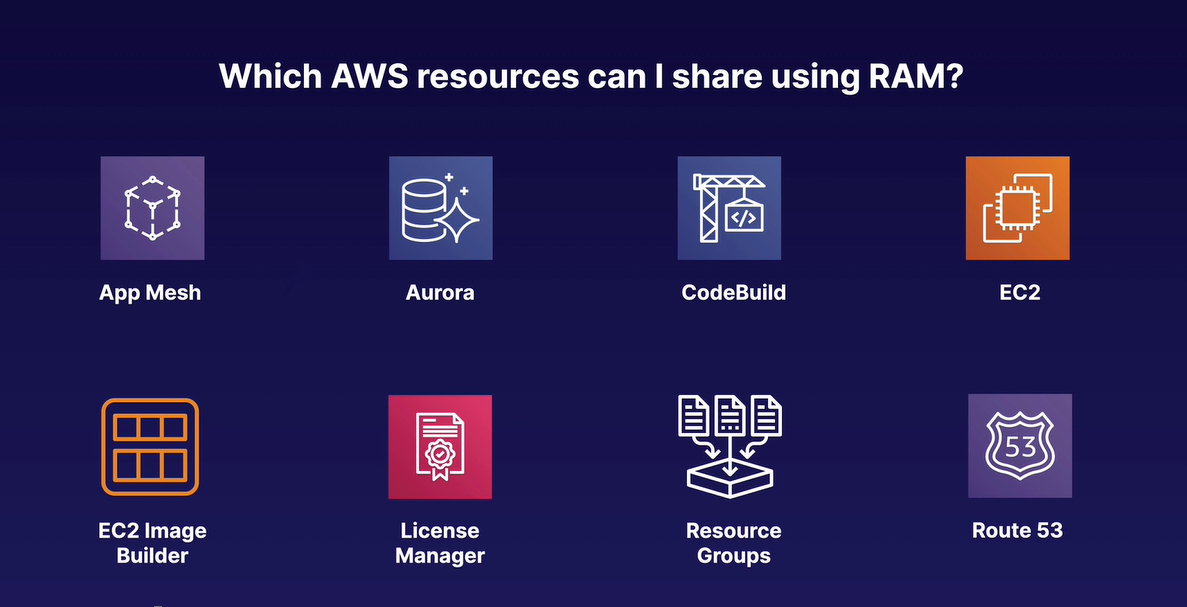 Which AWS resources can I share using RAM?
App Mesh
Aurora
CodeBuild
</>
EC2
53
EC2 Image
Builder
License
Manager
Resource
Groups
Route 53